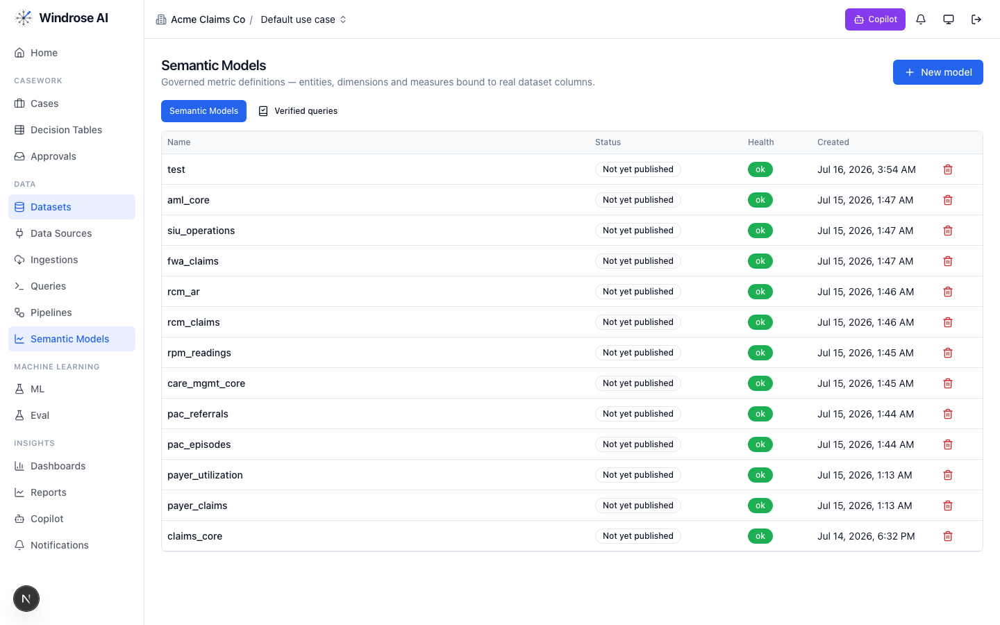 Windrose AI
Acme Claims Co / Default use case
Copilot
Home
CASEWORK
Cases
Decision Tables
Approvals
DATA
Datasets
Data Sources
Ingestions
Queries
Pipelines
Semantic Models
MACHINE LEARNING
ML
Eval
INSIGHTS
Dashboards
Reports
Copilot
Notifications
N
Semantic Models
Governed metric definitions — entities, dimensions and measures bound to real dataset columns.
New model
Semantic Models Verified queries
Name Status Health Created
test Not yet published ok Jul 16, 2026, 3:54 AM
aml_core Not yet published ok Jul 15, 2026, 1:47 AM
siu_operations Not yet published ok Jul 15, 2026, 1:47 AM
fwa_claims Not yet published ok Jul 15, 2026, 1:47 AM
rcm_ar Not yet published ok Jul 15, 2026, 1:46 AM
rcm_claims Not yet published ok Jul 15, 2026, 1:46 AM
rpm_readings Not yet published ok Jul 15, 2026, 1:45 AM
care_mgmt_core Not yet published ok Jul 15, 2026, 1:45 AM
pac_referrals Not yet published ok Jul 15, 2026, 1:44 AM
pac_episodes Not yet published ok Jul 15, 2026, 1:44 AM
payer_utilization Not yet published ok Jul 15, 2026, 1:13 AM
payer_claims Not yet published ok Jul 15, 2026, 1:13 AM
claims_core Not yet published ok Jul 14, 2026, 6:32 PM